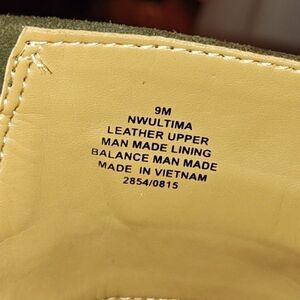 9M
NWULTIMA
LEATHER UPPER
MAN MADE LINING
BALANCE MAN MADE
MADE IN VIETNAM
2854/0815